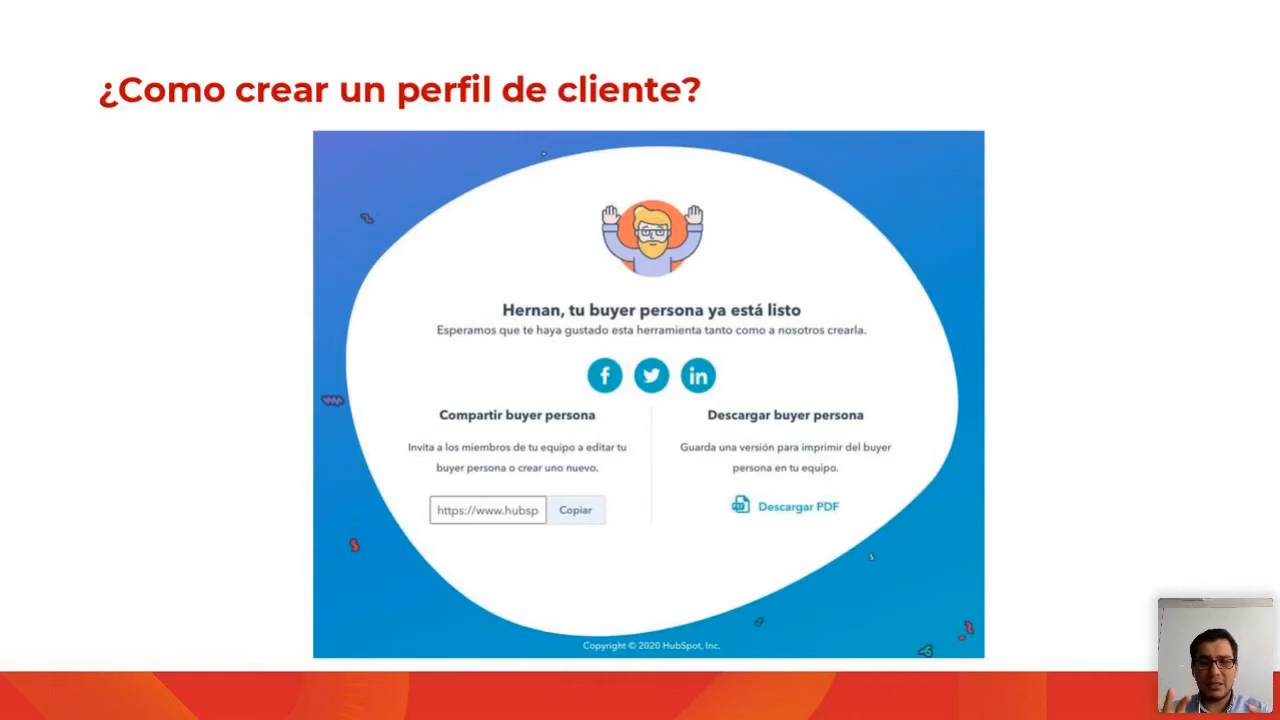 ¿Como crear un perfil de cliente?
Hernan, tu buyer persona ya está listo
Esperamos que te haya gustado esta herramienta tanto como a nosotros crearla.
Compartir buyer persona
Invita a los miembros de tu equipo a editar tu
buyer persona o crear uno nuevo.
https://www.hubsp
Copiar
Descargar buyer persona
Guarda una versión para imprimir del buyer
persona en tu equipo.
Descargar PDF
Copyright © 2020 HubSpot, Inc.